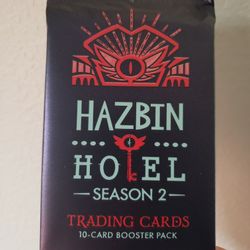 HAZBIN
HOTEL
SEASON 2
TRADING CARDS
10-CARD BOOSTER PACK